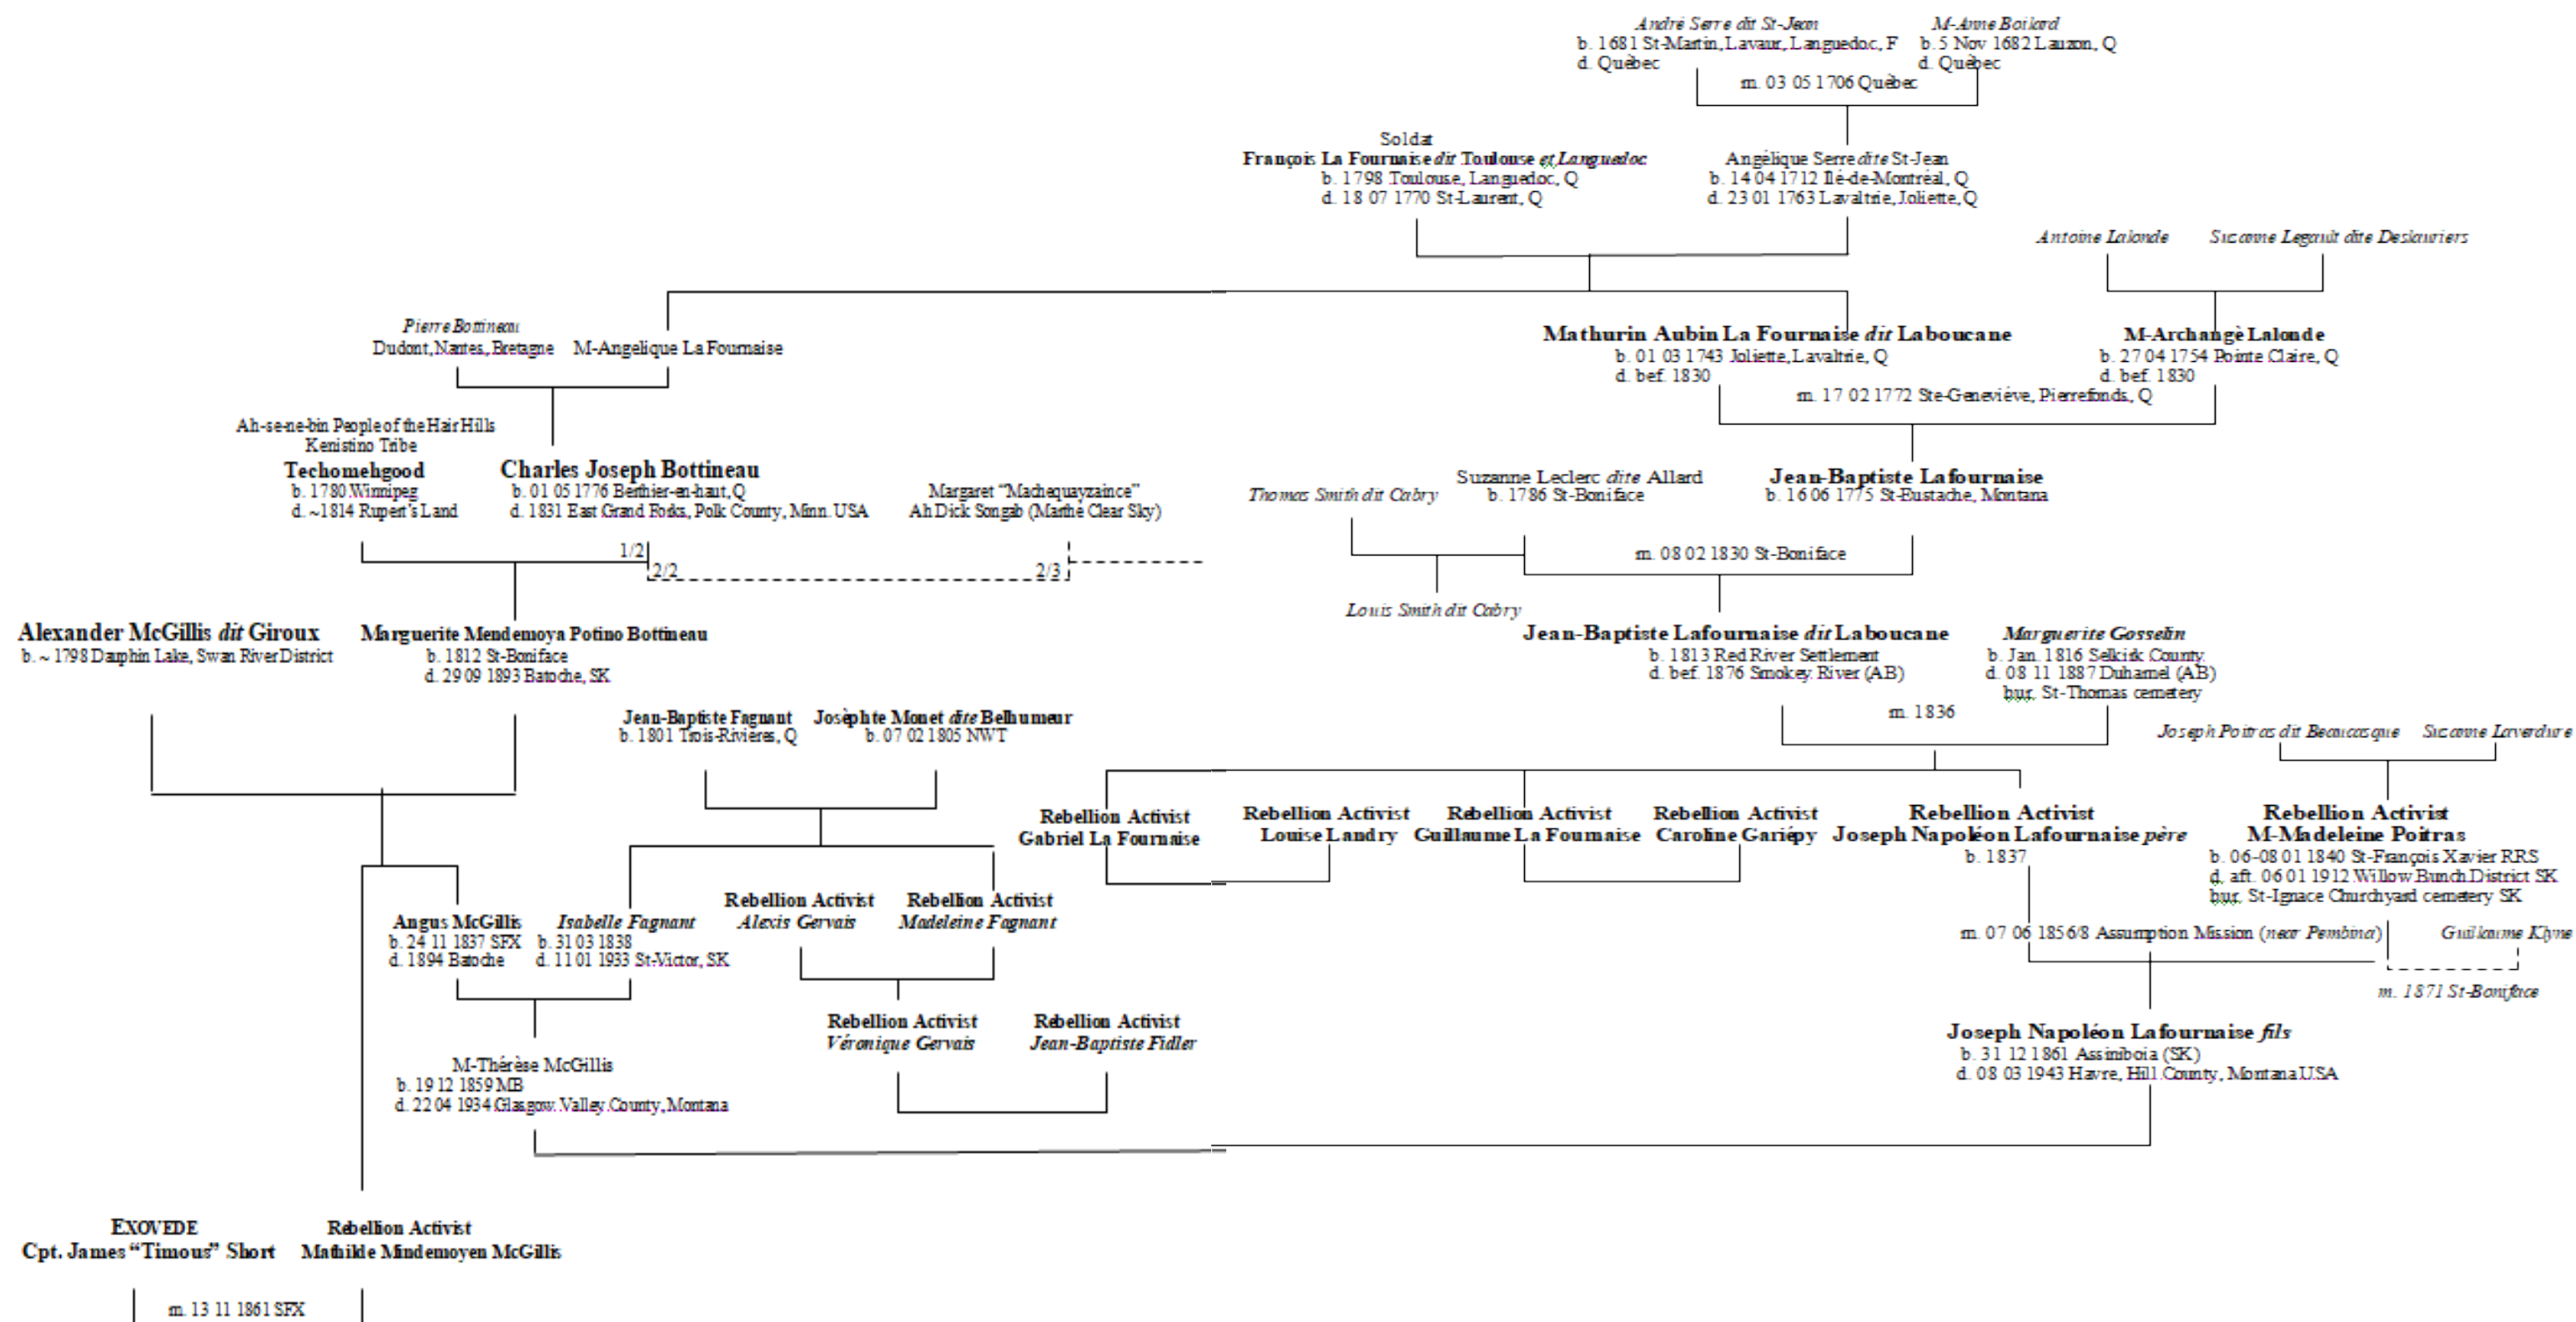 André Serre dit St-Jean
b. 1681 St-Martin, Lavaur, Languedoc, F
d. Québec
M-Anne Boilard
b. 5 Nov 1682 Lauzon, Q
d. Québec
m. 03 05 1706 Québec
Soldat
François La Fournaise dit Toulouse et Languedoc
b. 1798 Toulouse, Languedoc, Q
d. 18 07 1770 St-Laurent, Q
Angélique Serre dite St-Jean
b. 14 04 1712 Ilé-de-Montréal, Q
d. 23 01 1763 Lavaltrie, Joliette, Q
Antoine Lalonde
Suzanne Legault dite Deslauriers
Pierre Bottineau
Dudont, Nantes, Bretagne
M-Angelique La Fournaise
Mathurin Aubin La Fournaise dit Laboucane
b. 01 03 1743 Joliette, Lavaltrie, Q
d. bef. 1830
M-Archangè Lalonde
b. 27 04 1754 Pointe Claire, Q
d. bef. 1830
m. 17 02 1772 Ste-Geneviéve, Pierrefonds, Q
Ah-se-ne-bin People of the Hair Hills
Kenistino Tribe
Techomehgood
b. 1780 Winnipeg
d. ~1814 Rupert's Land
Charles Joseph Bottineau
b. 01 05 1776 Berthier-en-haut, Q
d. 1831 East Grand Forks, Polk County, Minn. USA
Margaret “Machequayzaince”
Ah Dick Songab (Marthe Clear Sky)
Thomas Smith dit Cabry
Suzanne Leclerc dite Allard
b. 1786 St-Boniface
Jean-Baptiste Lafournaise
b. 16 06 1775 St-Eustache, Montana
1/2
2/2
2/3
m. 08 02 1830 St-Boniface
Louis Smith dit Cabry
Alexander McGillis dit Giroux
b. ~ 1798 Dauphin Lake, Swan River District
Marguerite Mendemoya Potino Bottineau
b. 1812 St-Boniface
d. 29 09 1893 Batoche, SK
Jean-Baptiste Lafournaise dit Laboucane
b. 1813 Red River Settlement
d. bef. 1876 Smokey River (AB)
Marguerite Gosselin
b. Jan. 1816 Selkirk County.
d. 08 11 1887 Duhamel (AB)
bur. St-Thomas cemetery
m. 1836
Jean-Baptiste Fagnant
b. 1801 Trois-Rivières, Q
Josèphte Monet dite Belhumeur
b. 07 02 1805 NWT
Joseph Poitras dit Beaucasque
Suzanne Laverdure
Rebellion Activist
Gabriel La Fournaise
Rebellion Activist
Louise Landry
Rebellion Activist
Guillaume La Fournaise
Rebellion Activist
Caroline Gariépy
Rebellion Activist
Joseph Napoléon Lafournaise père
b. 1837
Rebellion Activist
M-Madeleine Poitras
b. 06-08 01 1840 St-François Xavier RRS
d. aft. 06 01 1912 Willow Bunch District SK
bur. St-Ignace Churchyard cemetery SK
Angus McGillis
b. 24 11 1837 SFX
d. 1894 Batoche
Isabelle Fagnant
b. 31 03 1838
d. 11 01 1933 St-Victor, SK
Rebellion Activist
Alexis Gervais
Rebellion Activist
Madeleine Fagnant
m. 07 06 1856/8 Assumption Mission (near Pembina)
Guillaume Klyne
m. 1871 St-Boniface
Rebellion Activist
Véronique Gervais
Rebellion Activist
Jean-Baptiste Fidler
Joseph Napoléon Lafournaise fils
b. 31 12 1861 Assiniboia (SK)
d. 08 03 1943 Havre, Hill County, Montana USA
M-Thérèse McGillis
b. 19 12 1859 MB
d. 22 04 1934 Glasgow. Valley County, Montana
EXOVEDE
Cpt. James “Timous” Short
Rebellion Activist
Mathilde Mindemoyen McGillis
m. 13 11 1861 SFX